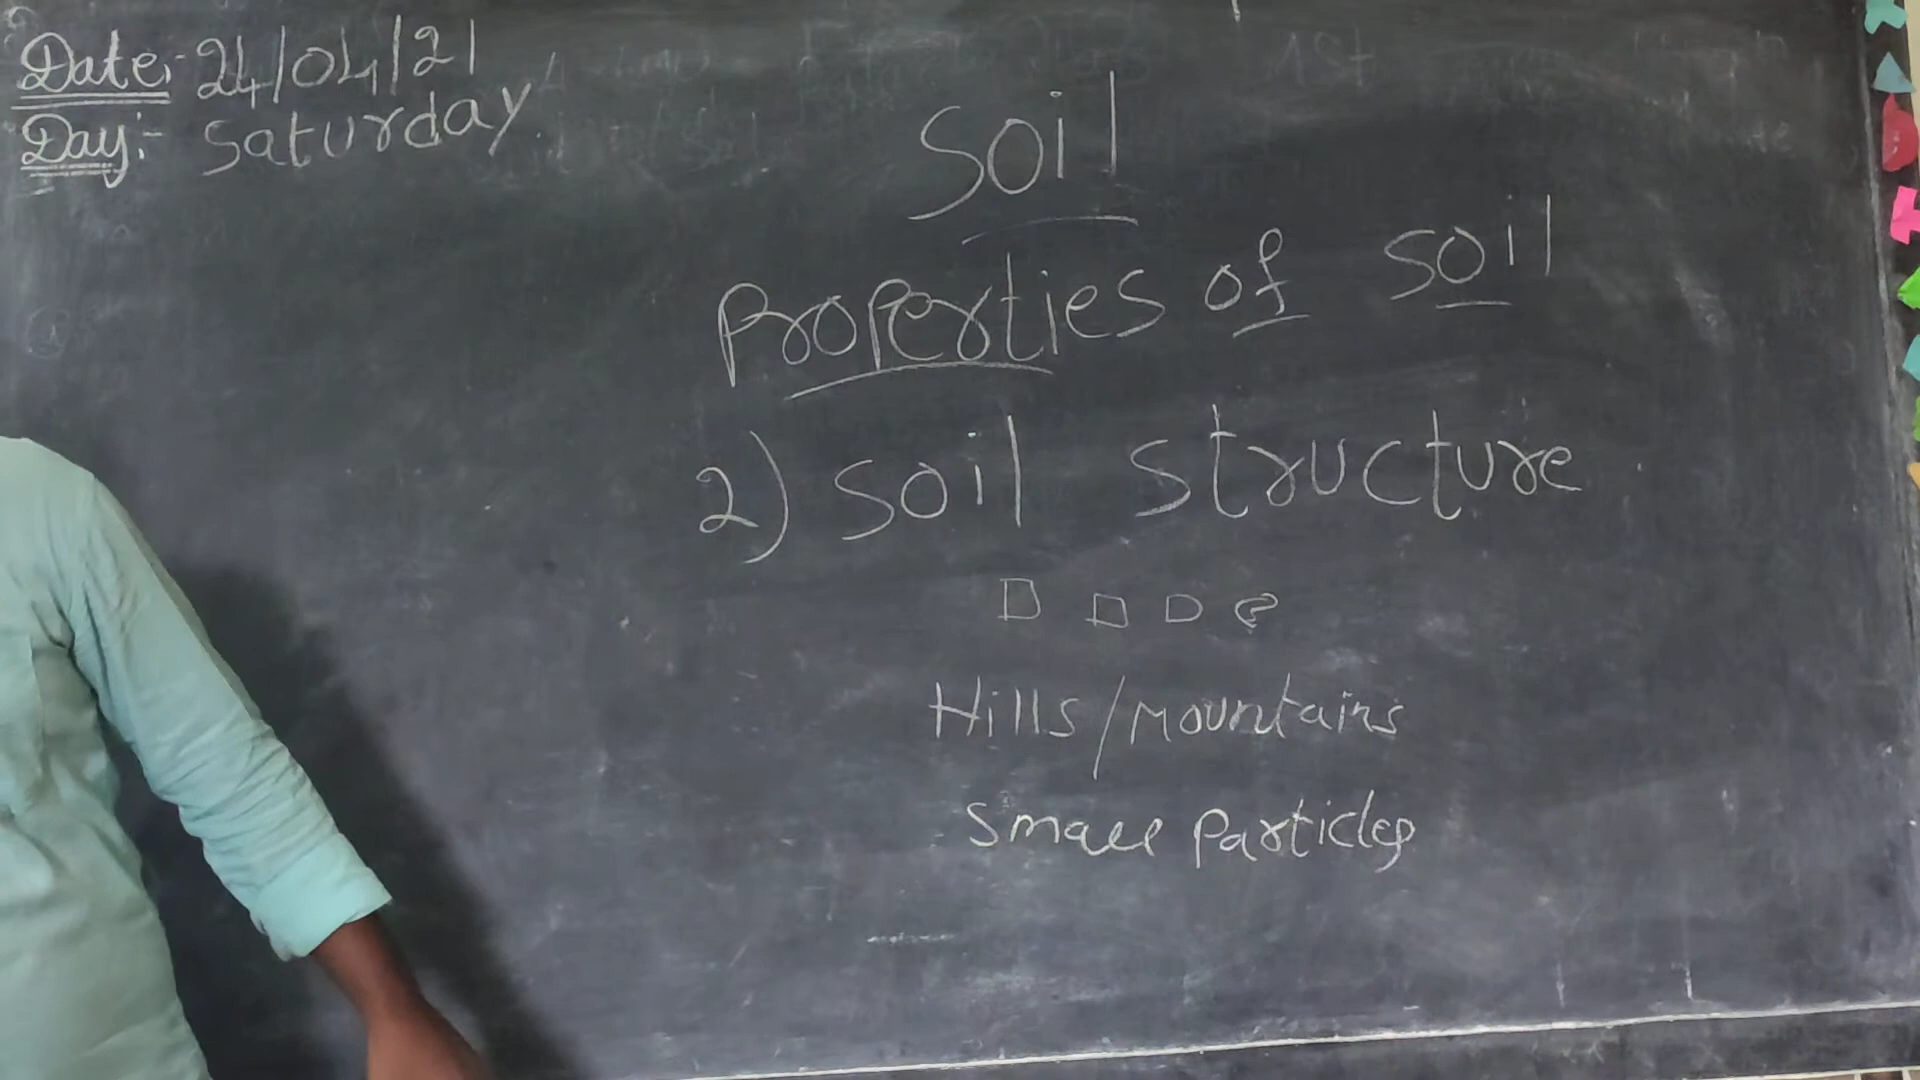 Date:- 24/04/21
Day:- Saturday
Soil
Properties of soil
2) Soil structure
Hills/Mountains
Small Particles